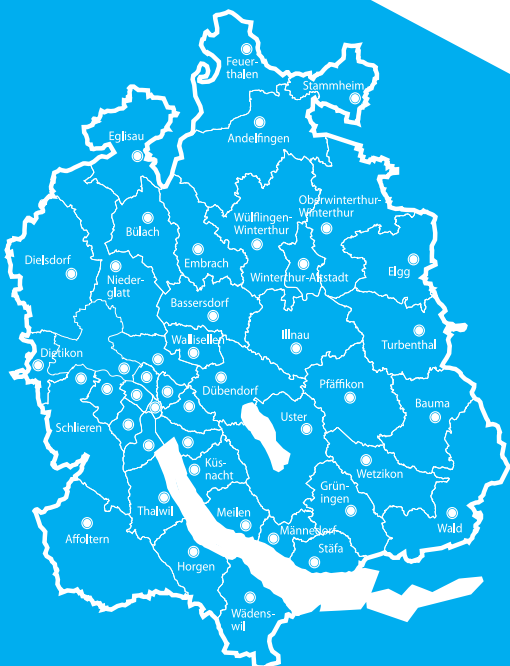 Feuer-
thalen
Stammheim
Andelfingen
Eglisau
Oberwinterthur-
Winterthur
Wülflingen-
Winterthur
Bülach
Embrach
Winterthur-Altstadt
Elgg
Dielsdorf
Nieder-
glatt
Bassersdorf
Illnau
Turbenthal
Wallisellen
Dietikon
Dübendorf
Pfäffikon
Bauma
Uster
Schlieren
Wetzikon
Küs-
nacht
Grü-
ningen
Thalwil
Meilen
Männedorf
Wald
Affoltern
Stäfa
Horgen
Wädens-
wil